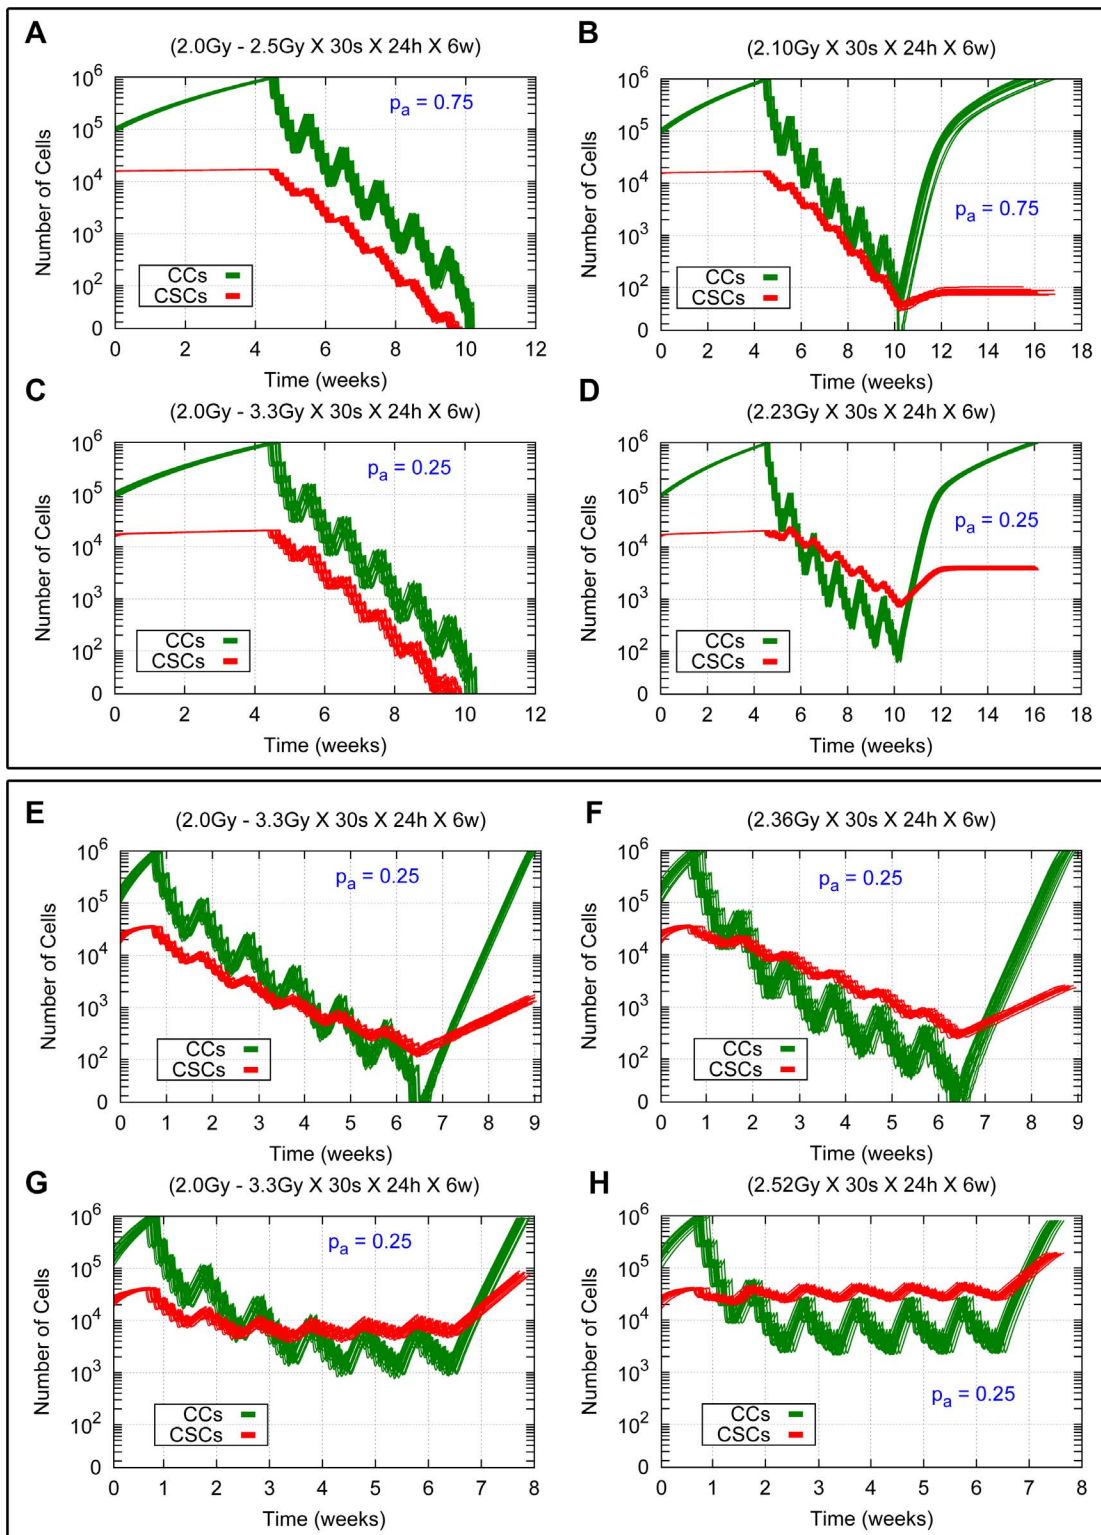 A
(2.0Gy - 2.5Gy X 30s X 24h X 6w)
Number of Cells
10^6
10^5
10^4
10^3
10^2
0
p_a = 0.75
CCs
CSCs
0 2 4 6 8 10 12
Time (weeks)
B
(2.10Gy X 30s X 24h X 6w)
Number of Cells
10^6
10^5
10^4
10^3
10^2
0
p_a = 0.75
CCs
CSCs
0 2 4 6 8 10 12 14 16 18
Time (weeks)
C
(2.0Gy - 3.3Gy X 30s X 24h X 6w)
Number of Cells
10^6
10^5
10^4
10^3
10^2
0
p_a = 0.25
CCs
CSCs
0 2 4 6 8 10 12
Time (weeks)
D
(2.23Gy X 30s X 24h X 6w)
Number of Cells
10^6
10^5
10^4
10^3
10^2
0
p_a = 0.25
CCs
CSCs
0 2 4 6 8 10 12 14 16 18
Time (weeks)
E
(2.0Gy - 3.3Gy X 30s X 24h X 6w)
Number of Cells
10^6
10^5
10^4
10^3
10^2
0
p_a = 0.25
CCs
CSCs
0 1 2 3 4 5 6 7 8 9
Time (weeks)
F
(2.36Gy X 30s X 24h X 6w)
Number of Cells
10^6
10^5
10^4
10^3
10^2
0
p_a = 0.25
CCs
CSCs
0 1 2 3 4 5 6 7 8 9
Time (weeks)
G
(2.0Gy - 3.3Gy X 30s X 24h X 6w)
Number of Cells
10^6
10^5
10^4
10^3
10^2
0
p_a = 0.25
CCs
CSCs
0 1 2 3 4 5 6 7 8
Time (weeks)
H
(2.52Gy X 30s X 24h X 6w)
Number of Cells
10^6
10^5
10^4
10^3
10^2
0
p_a = 0.25
CCs
CSCs
0 1 2 3 4 5 6 7 8
Time (weeks)